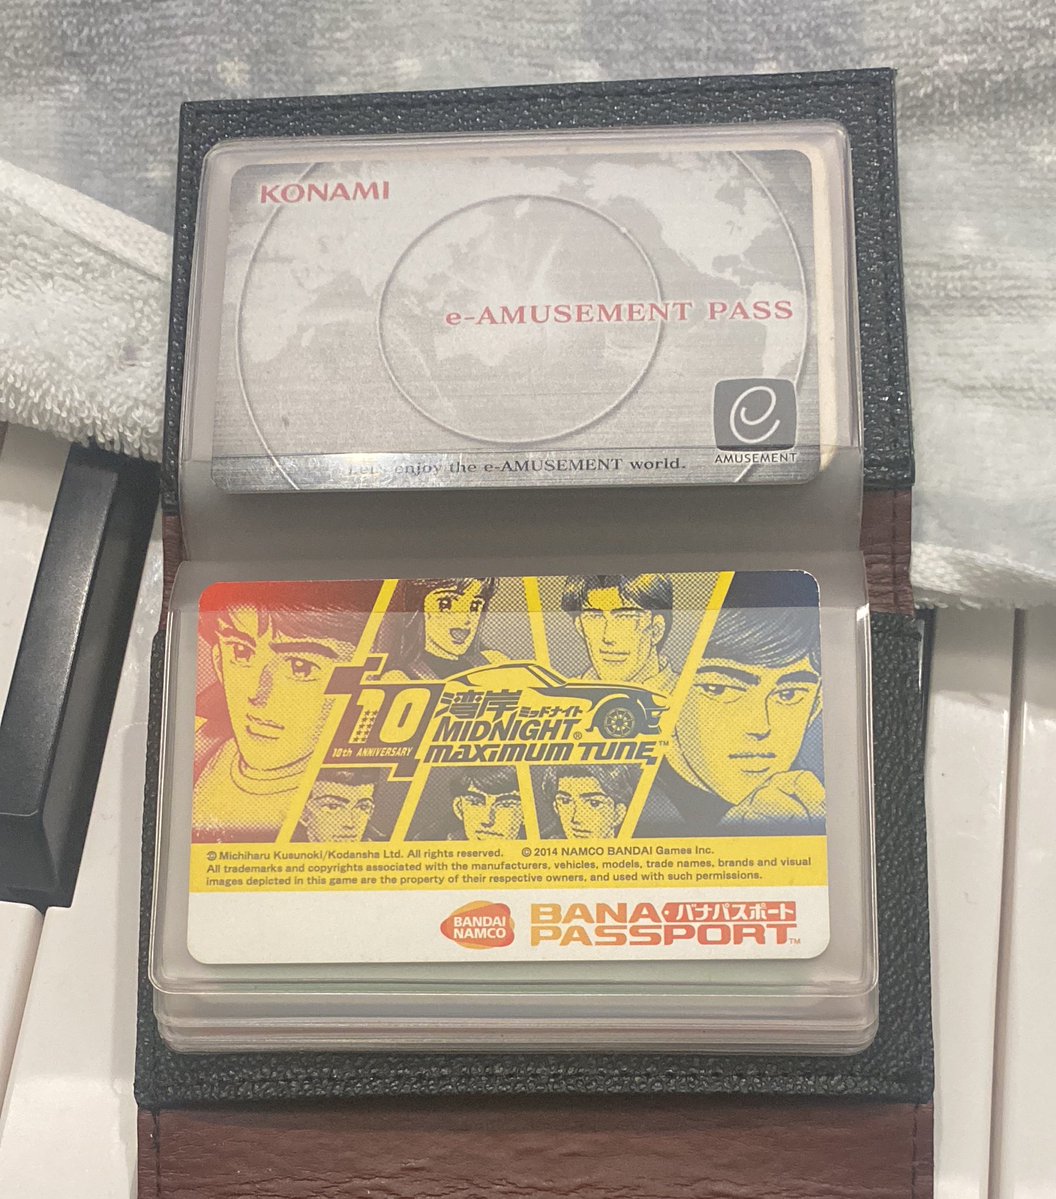 KONAMI
e-AMUSEMENT PASS
e
AMUSEMENT
Let's enjoy the e-AMUSEMENT world.
10
10th ANNIVERSARY
湾岸ミッドナイト
MIDNIGHT®
MAXIMUM TUNE™
© Michiharu Kusunoki/Kodansha Ltd. All rights reserved. © 2014 NAMCO BANDAI Games Inc.
All trademarks and copyrights associated with the manufacturers, vehicles, models, trade names, brands and visual
images depicted in this game are the property of their respective owners, and used with such permissions.
BANDAI
NAMCO
BANA バナパスポート
PASSPORT™